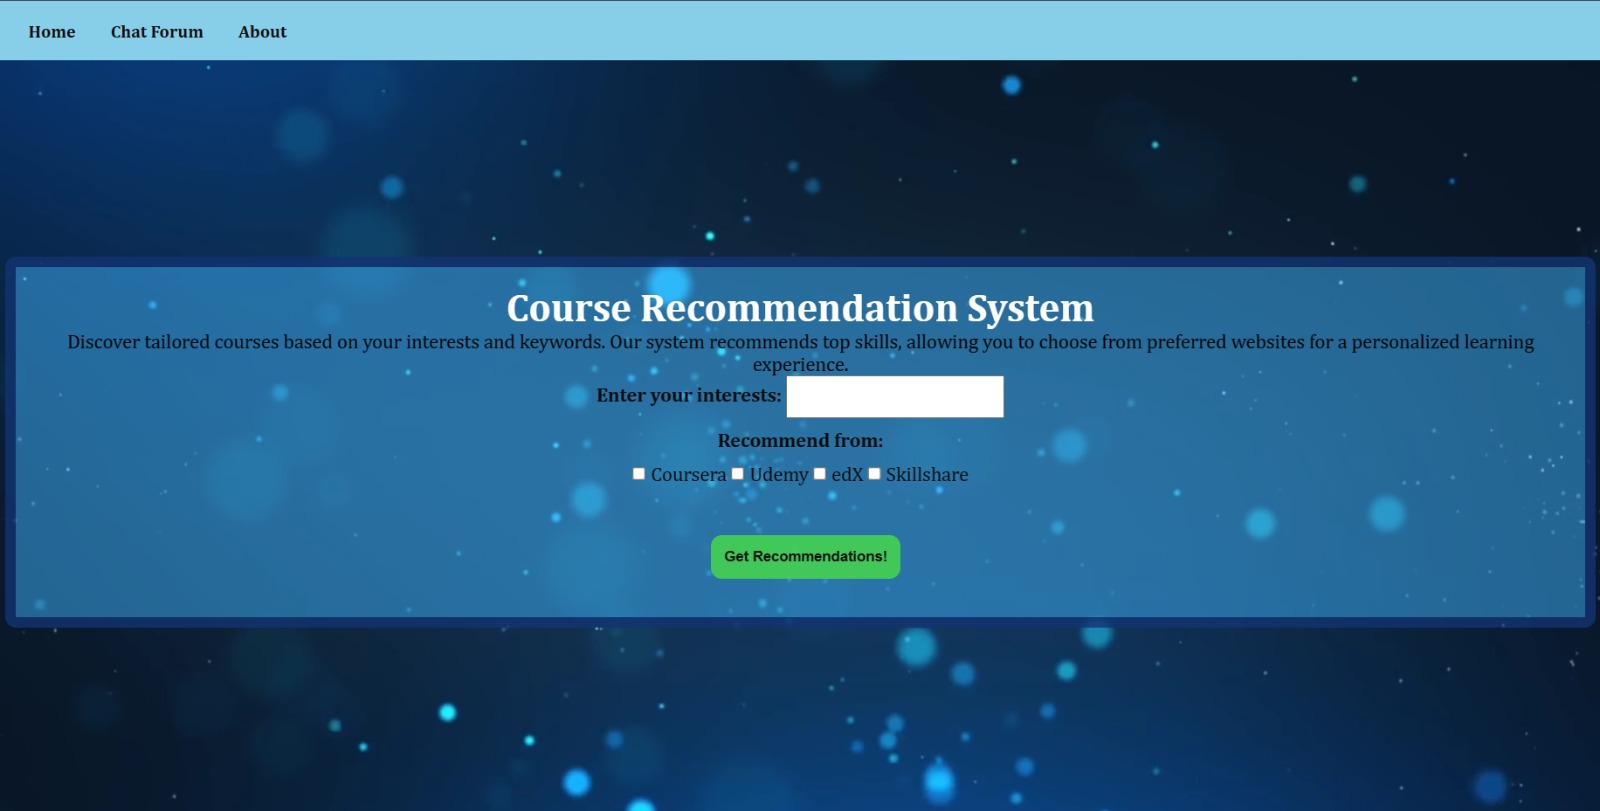 Home Chat Forum About
Course Recommendation System
Discover tailored courses based on your interests and keywords. Our system recommends top skills, allowing you to choose from preferred websites for a personalized learning
experience.
Enter your interests:
Recommend from:
Coursera Udemy edX Skillshare
Get Recommendations!